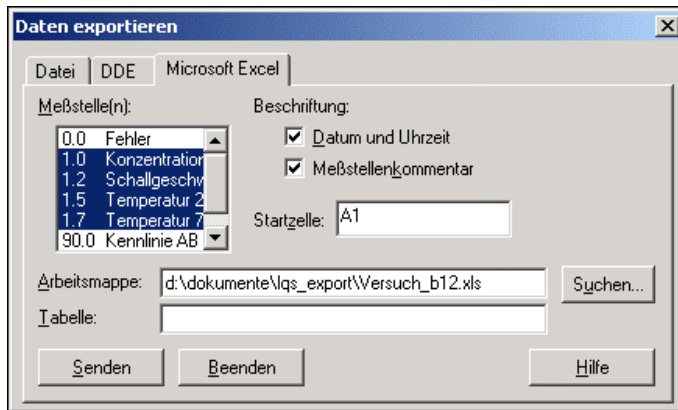 Daten exportieren
Datei DDE Microsoft Excel
Meßstelle(n):
0.0 Fehler
1.0 Konzentration
1.2 Schallgeschw
1.5 Temperatur 2
1.7 Temperatur 7
90.0 Kennlinie AB
Beschriftung:
Datum und Uhrzeit
Meßstellenkommentar
Startzelle: A1
Arbeitsmappe: d:\dokumente\lqs_export\Versuch_b12.xls Suchen...
Tabelle:
Senden Beenden Hilfe